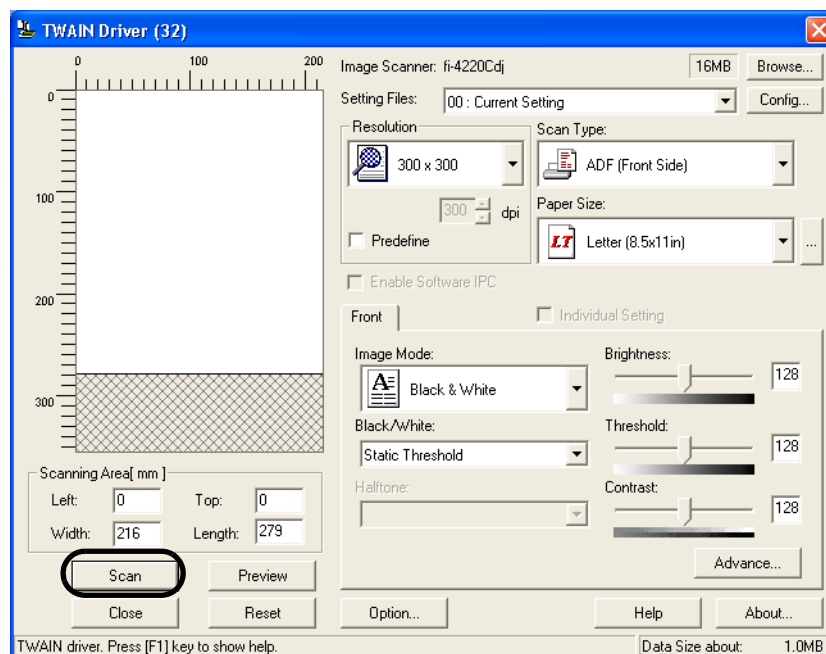 TWAIN Driver (32)
0 100 200
0
100
200
300
Image Scanner: fi-4220Cdj 16MB Browse...
Setting Files: 00 : Current Setting Config...
Resolution
300 x 300
300 dpi
Predefine
Scan Type:
ADF (Front Side)
Paper Size:
LT Letter (8.5x11in) ...
Enable Software IPC
Front
Individual Setting
Image Mode:
A Black & White
Black/White:
Static Threshold
Halftone:
Brightness:
128
Threshold:
128
Contrast:
128
Advance...
Scanning Area[ mm ]
Left: 0 Top: 0
Width: 216 Length: 279
Scan Preview
Close Reset Option... Help About...
TWAIN driver. Press [F1] key to show help. Data Size about: 1.0MB